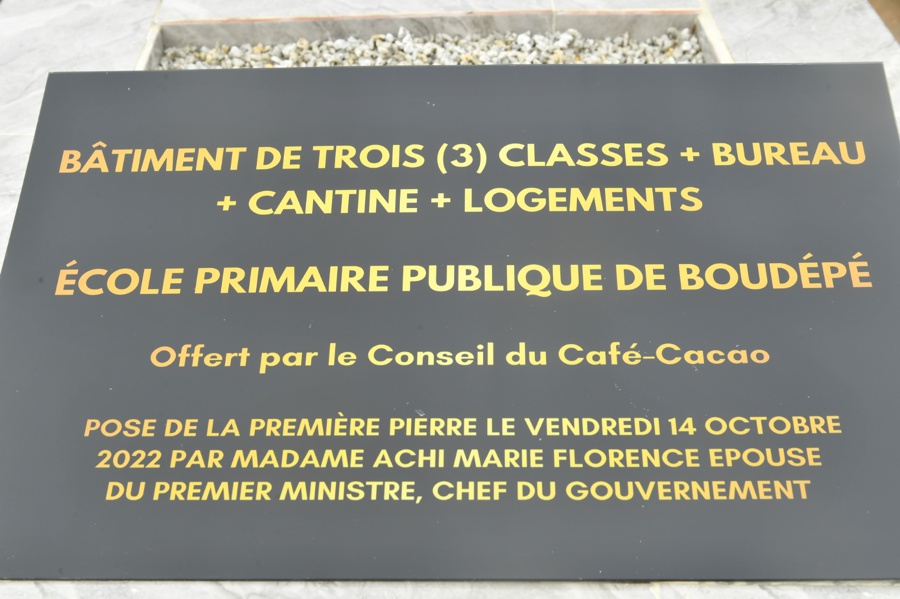 BÂTIMENT DE TROIS (3) CLASSES + BUREAU
+ CANTINE + LOGEMENTS
ÉCOLE PRIMAIRE PUBLIQUE DE BOUDÉPÉ
Offert par le Conseil du Café-Cacao
POSE DE LA PREMIÈRE PIERRE LE VENDREDI 14 OCTOBRE
2022 PAR MADAME ACHI MARIE FLORENCE EPOUSE
DU PREMIER MINISTRE, CHEF DU GOUVERNEMENT